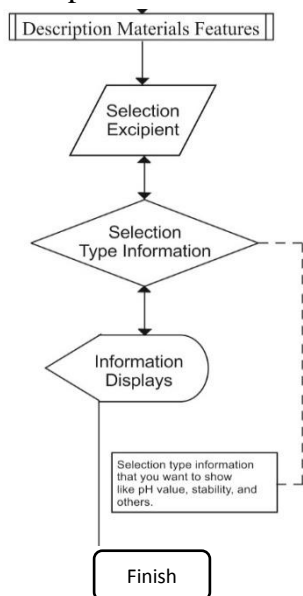 Description Materials Features
Selection
Excipient
Selection
Type Information
Information
Displays
Selection type information
that you want to show
like pH value, stability, and
others.
Finish